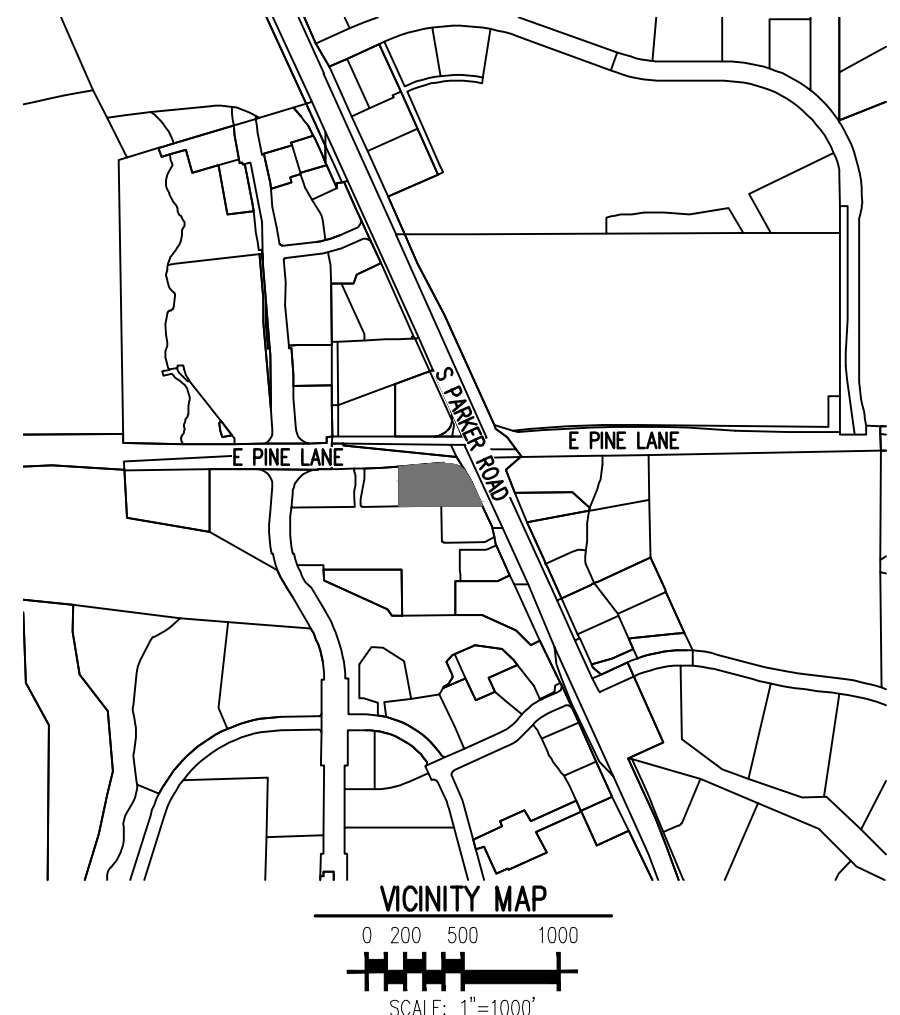 S PARKER ROAD
E PINE LANE
E PINE LANE
VICINITY MAP
0 200 500 1000
SCALE: 1"=1000'